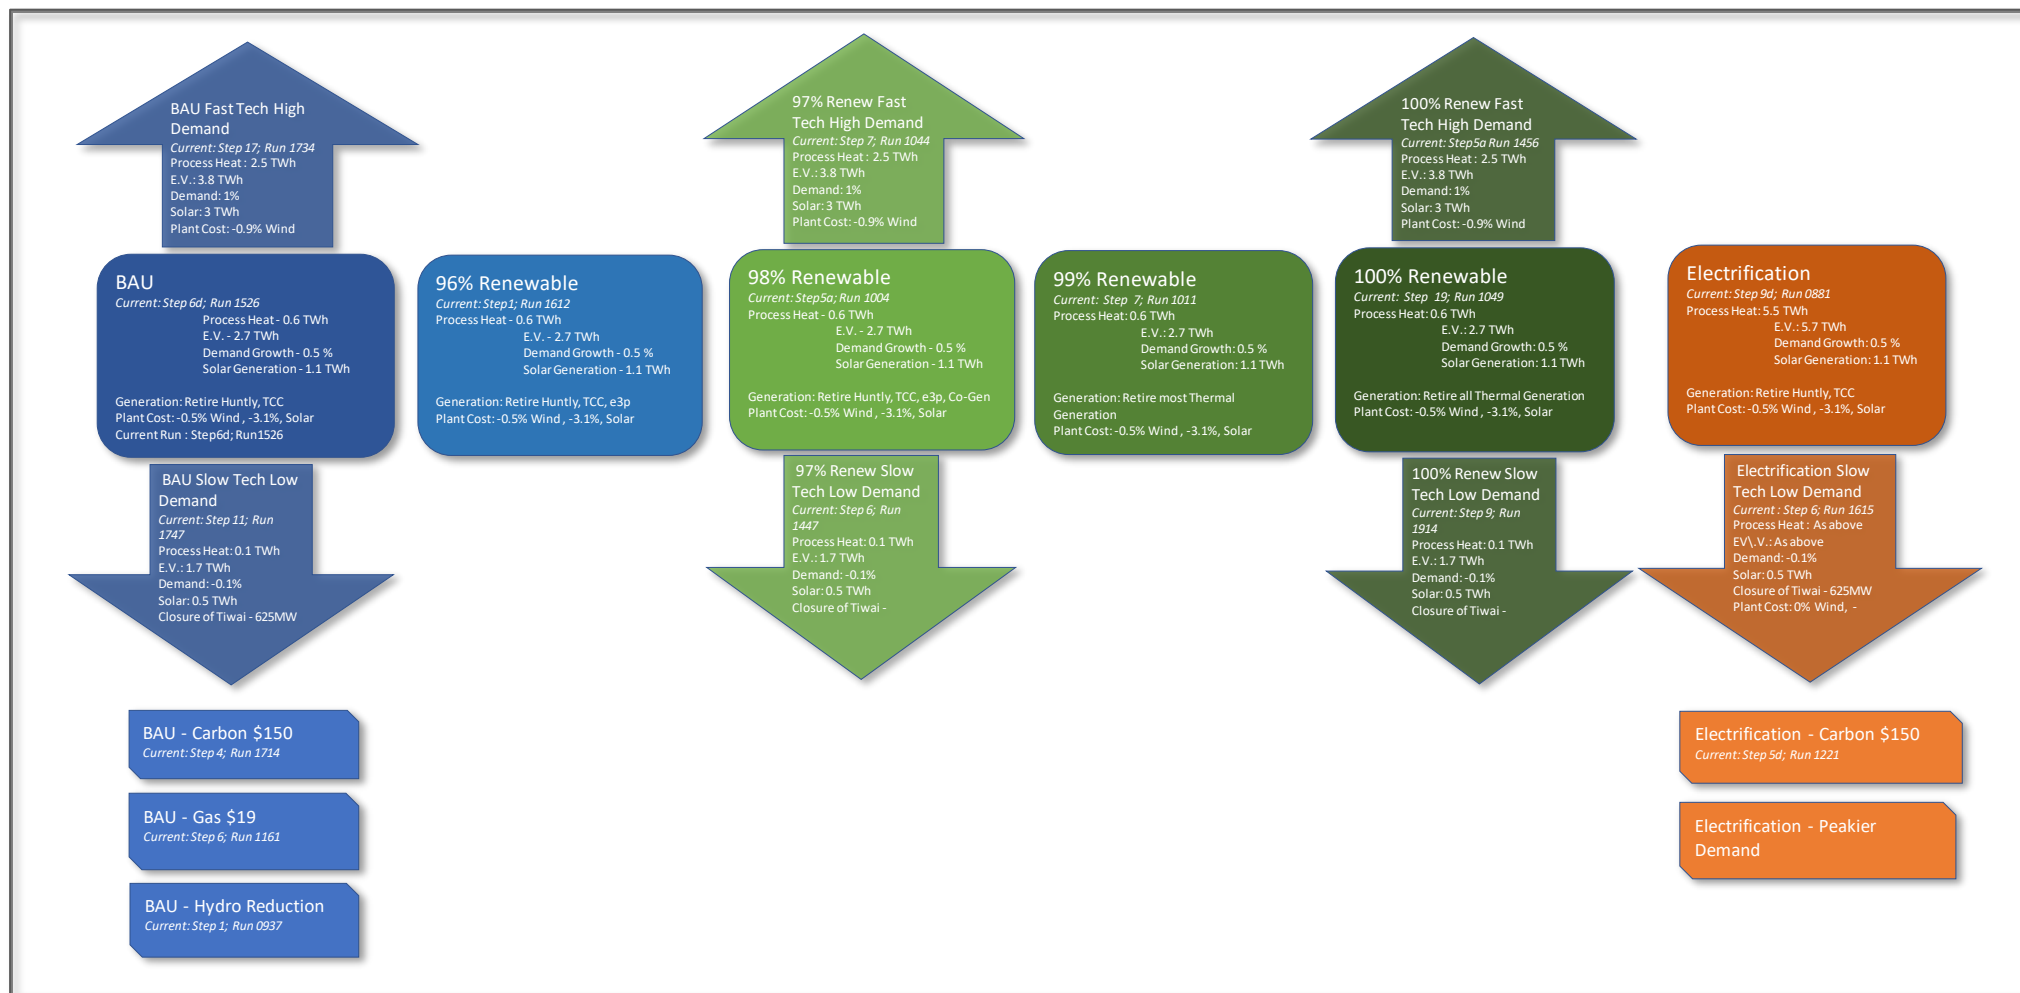 BAU Fast Tech High
Demand
Current: Step 17; Run 1734
Process Heat : 2.5 TWh
E.V.: 3.8 TWh
Demand: 1%
Solar: 3 TWh
Plant Cost: -0.9% Wind
97% Renew Fast
Tech High Demand
Current: Step 7; Run 1044
Process Heat: 2.5 TWh
E.V.: 3.8 TWh
Demand: 1%
Solar: 3 TWh
Plant Cost: -0.9% Wind
100% Renew Fast
Tech High Demand
Current: Step5a Run 1456
Process Heat : 2.5 TWh
E.V.: 3.8 TWh
Demand: 1%
Solar: 3 TWh
Plant Cost: -0.9% Wind
BAU
Current: Step 6d; Run 1526
Process Heat - 0.6 TWh
E.V. - 2.7 TWh
Demand Growth - 0.5 %
Solar Generation - 1.1 TWh
Generation: Retire Huntly, TCC
Plant Cost: -0.5% Wind , -3.1%, Solar
Current Run : Step6d; Run1526
96% Renewable
Current: Step1; Run 1612
Process Heat - 0.6 TWh
E.V. - 2.7 TWh
Demand Growth - 0.5 %
Solar Generation - 1.1 TWh
Generation: Retire Huntly, TCC, e3p
Plant Cost: -0.5% Wind , -3.1%, Solar
98% Renewable
Current: Step5a; Run 1004
Process Heat - 0.6 TWh
E.V. - 2.7 TWh
Demand Growth - 0.5 %
Solar Generation - 1.1 TWh
Generation: Retire Huntly, TCC, e3p, Co-Gen
Plant Cost: -0.5% Wind , -3.1%, Solar
99% Renewable
Current: Step 7; Run 1011
Process Heat: 0.6 TWh
E.V.: 2.7 TWh
Demand Growth: 0.5 %
Solar Generation: 1.1 TWh
Generation: Retire most Thermal
Generation
Plant Cost: -0.5% Wind , -3.1%, Solar
100% Renewable
Current: Step 19; Run 1049
Process Heat: 0.6 TWh
E.V.: 2.7 TWh
Demand Growth: 0.5 %
Solar Generation: 1.1 TWh
Generation: Retire all Thermal Generation
Plant Cost: -0.5% Wind , -3.1%, Solar
Electrification
Current: Step 9d; Run 0881
Process Heat: 5.5 TWh
E.V.: 5.7 TWh
Demand Growth: 0.5 %
Solar Generation: 1.1 TWh
Generation: Retire Huntly, TCC
Plant Cost: -0.5% Wind , -3.1%, Solar
BAU Slow Tech Low
Demand
Current: Step 11; Run
1747
Process Heat: 0.1 TWh
E.V.: 1.7 TWh
Demand: -0.1%
Solar: 0.5 TWh
Closure of Tiwai - 625MW
97% Renew Slow
Tech Low Demand
Current: Step 6; Run
1447
Process Heat: 0.1 TWh
E.V.: 1.7 TWh
Demand: -0.1%
Solar: 0.5 TWh
Closure of Tiwai -
100% Renew Slow
Tech Low Demand
Current: Step 9; Run
1914
Process Heat: 0.1 TWh
E.V.: 1.7 TWh
Demand: -0.1%
Solar: 0.5 TWh
Closure of Tiwai -
Electrification Slow
Tech Low Demand
Current : Step 6; Run 1615
Process Heat : As above
EV\.V.: As above
Demand: -0.1%
Solar: 0.5 TWh
Closure of Tiwai - 625MW
Plant Cost: 0% Wind, -
BAU - Carbon $150
Current: Step 4; Run 1714
BAU - Gas $19
Current: Step 6; Run 1161
BAU - Hydro Reduction
Current: Step 1; Run 0937
Electrification - Carbon $150
Current: Step 5d; Run 1221
Electrification - Peakier
Demand